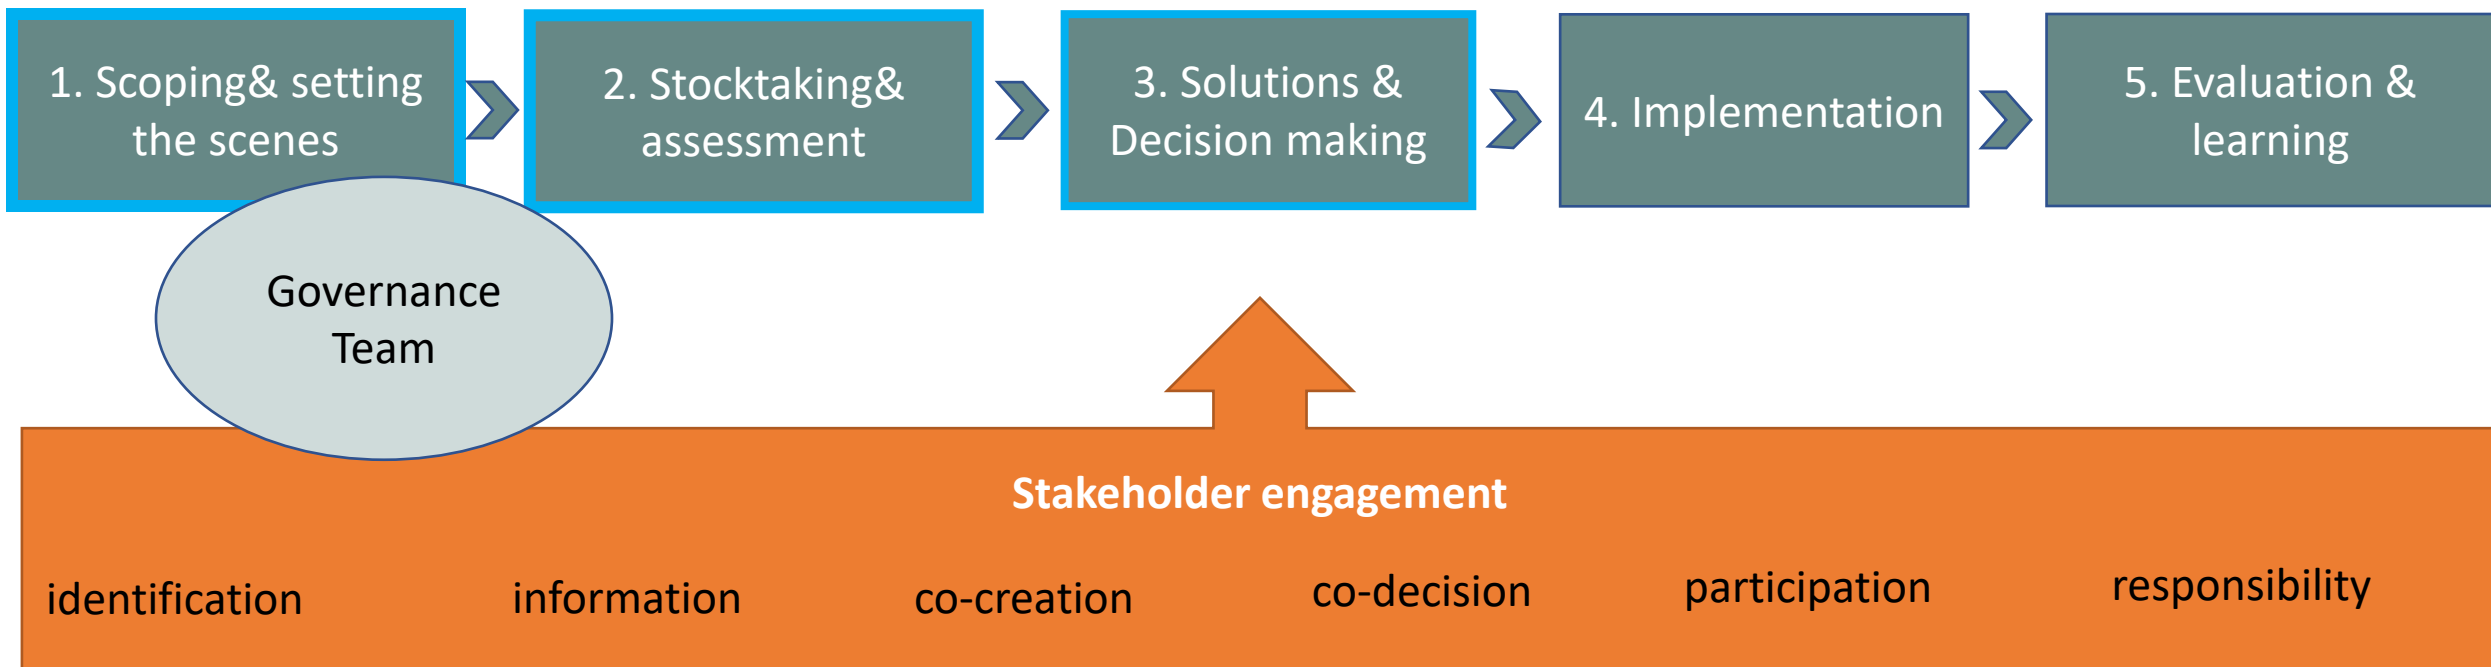 1. Scoping& setting
the scenes
2. Stocktaking&
assessment
3. Solutions &
Decision making
4. Implementation
5. Evaluation &
learning
Governance
Team
Stakeholder engagement
identification
information
co-creation
co-decision
participation
responsibility